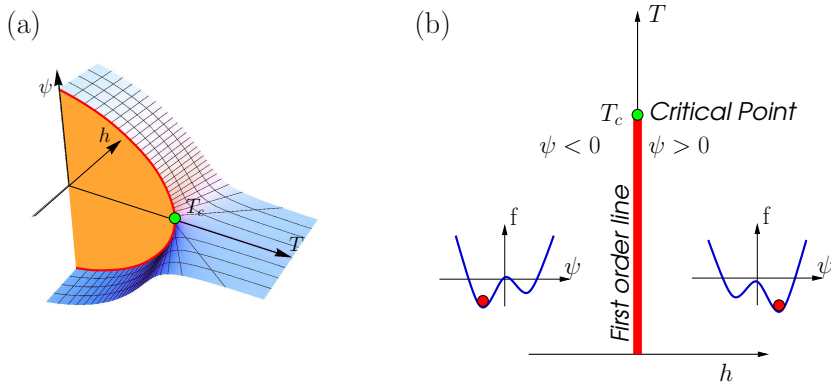 (a)
ψ
h
T_c
T
(b)
T
T_c
Critical Point
ψ < 0
ψ > 0
First order line
f
ψ
f
ψ
h